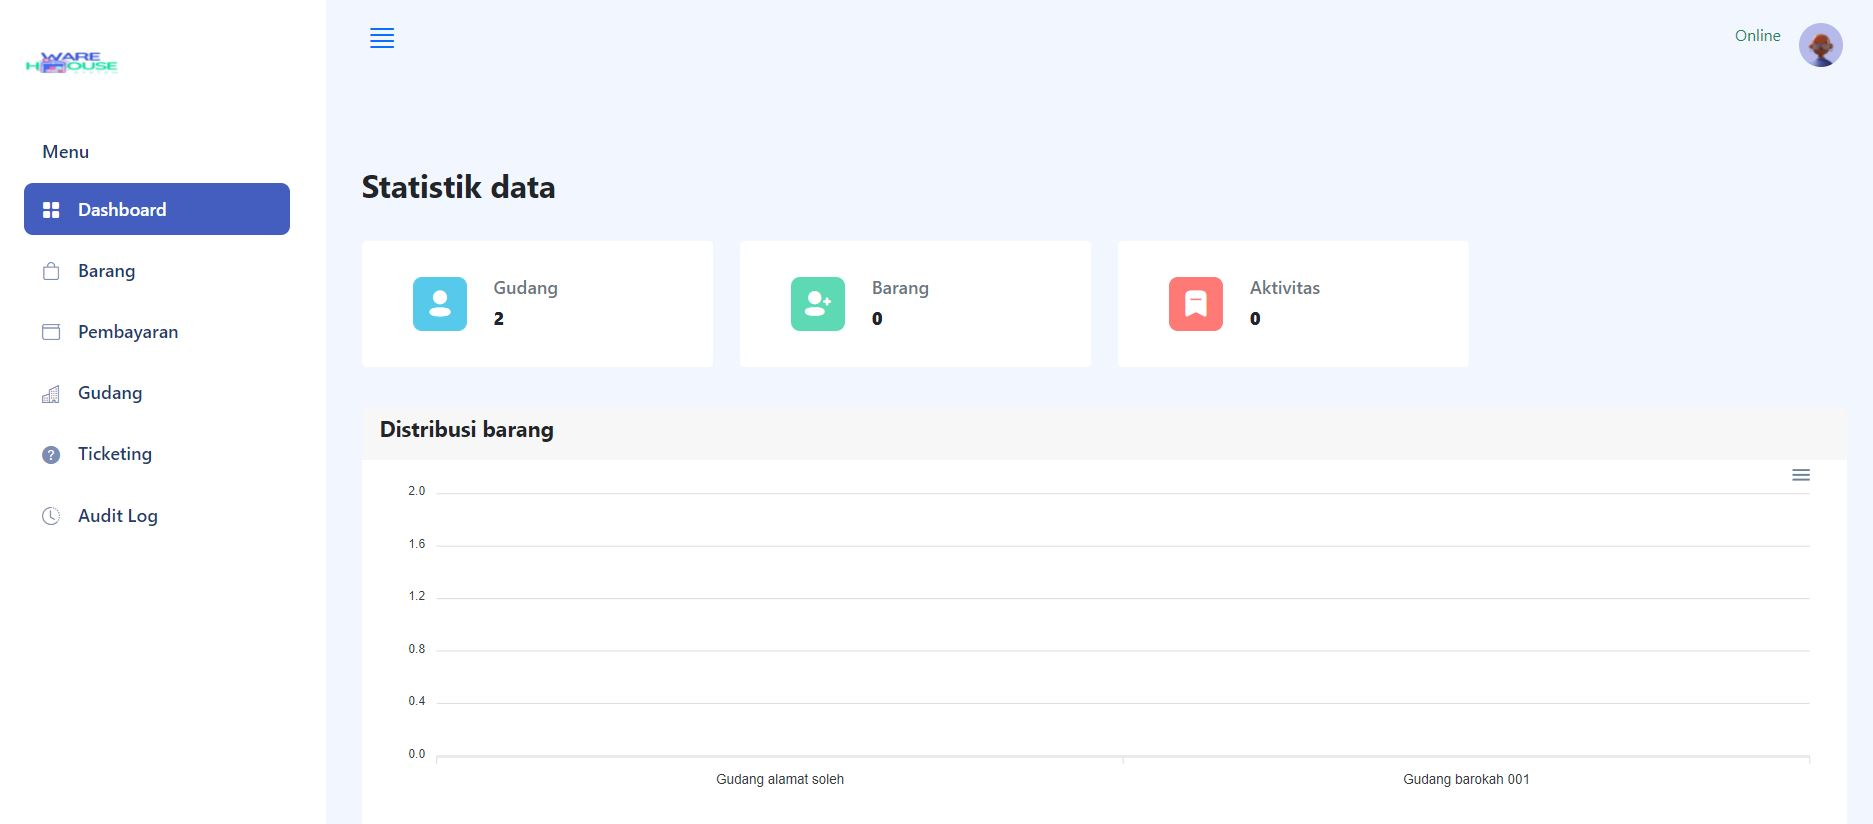 WARE
HOUSE
Online
Menu
Dashboard
Barang
Pembayaran
Gudang
Ticketing
Audit Log
Statistik data
Gudang
2
Barang
0
Aktivitas
0
Distribusi barang
2.0
1.6
1.2
0.8
0.4
0.0
Gudang alamat soleh
Gudang barokah 001